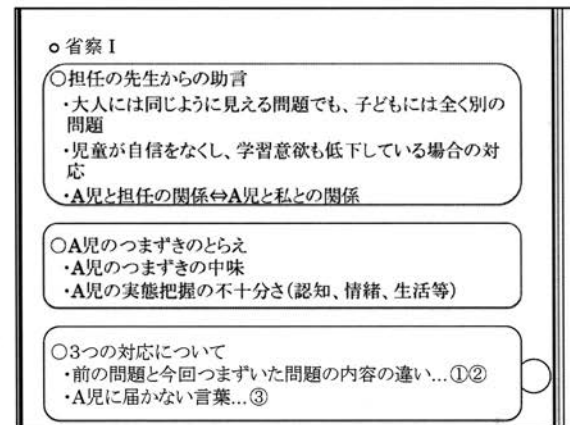 ○ 省察Ⅰ
○担任の先生からの助言
・大人には同じように見える問題でも、子どもには全く別の
問題
・児童が自信をなくし、学習意欲も低下している場合の対
応
・A児と担任の関係⇔A児と私との関係
○A児のつまずきのとらえ
・A児のつまずきの中味
・A児の実態把握の不十分さ(認知、情緒、生活等)
○3つの対応について
・前の問題と今回つまずいた問題の内容の違い…①②
・A児に届かない言葉…③